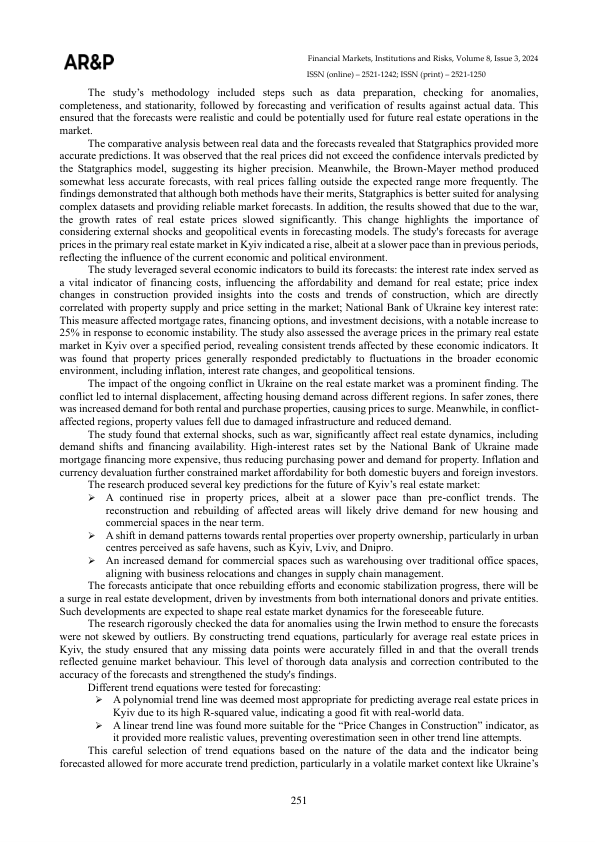 AR&P
Financial Markets, Institutions and Risks, Volume 8, Issue 3, 2024
ISSN (online) – 2521-1242; ISSN (print) – 2521-1250
The study's methodology included steps such as data preparation, checking for anomalies,
completeness, and stationarity, followed by forecasting and verification of results against actual data. This
ensured that the forecasts were realistic and could be potentially used for future real estate operations in the
market.
The comparative analysis between real data and the forecasts revealed that Statgraphics provided more
accurate predictions. It was observed that the real prices did not exceed the confidence intervals predicted by
the Statgraphics model, suggesting its higher precision. Meanwhile, the Brown-Mayer method produced
somewhat less accurate forecasts, with real prices falling outside the expected range more frequently. The
findings demonstrated that although both methods have their merits, Statgraphics is better suited for analysing
complex datasets and providing reliable market forecasts. In addition, the results showed that due to the war,
the growth rates of real estate prices slowed significantly. This change highlights the importance of
considering external shocks and geopolitical events in forecasting models. The study's forecasts for average
prices in the primary real estate market in Kyiv indicated a rise, albeit at a slower pace than in previous periods,
reflecting the influence of the current economic and political environment.
The study leveraged several economic indicators to build its forecasts: the interest rate index served as
a vital indicator of financing costs, influencing the affordability and demand for real estate; price index
changes in construction provided insights into the costs and trends of construction, which are directly
correlated with property supply and price setting in the market; National Bank of Ukraine key interest rate:
This measure affected mortgage rates, financing options, and investment decisions, with a notable increase to
25% in response to economic instability. The study also assessed the average prices in the primary real estate
market in Kyiv over a specified period, revealing consistent trends affected by these economic indicators. It
was found that property prices generally responded predictably to fluctuations in the broader economic
environment, including inflation, interest rate changes, and geopolitical tensions.
The impact of the ongoing conflict in Ukraine on the real estate market was a prominent finding. The
conflict led to internal displacement, affecting housing demand across different regions. In safer zones, there
was increased demand for both rental and purchase properties, causing prices to surge. Meanwhile, in conflict-
affected regions, property values fell due to damaged infrastructure and reduced demand.
The study found that external shocks, such as war, significantly affect real estate dynamics, including
demand shifts and financing availability. High-interest rates set by the National Bank of Ukraine made
mortgage financing more expensive, thus reducing purchasing power and demand for property. Inflation and
currency devaluation further constrained market affordability for both domestic buyers and foreign investors.
The research produced several key predictions for the future of Kyiv's real estate market:
➢ A continued rise in property prices, albeit at a slower pace than pre-conflict trends. The
reconstruction and rebuilding of affected areas will likely drive demand for new housing and
commercial spaces in the near term.
➢ A shift in demand patterns towards rental properties over property ownership, particularly in urban
centres perceived as safe havens, such as Kyiv, Lviv, and Dnipro.
➢ An increased demand for commercial spaces such as warehousing over traditional office spaces,
aligning with business relocations and changes in supply chain management.
The forecasts anticipate that once rebuilding efforts and economic stabilization progress, there will be
a surge in real estate development, driven by investments from both international donors and private entities.
Such developments are expected to shape real estate market dynamics for the foreseeable future.
The research rigorously checked the data for anomalies using the Irwin method to ensure the forecasts
were not skewed by outliers. By constructing trend equations, particularly for average real estate prices in
Kyiv, the study ensured that any missing data points were accurately filled in and that the overall trends
reflected genuine market behaviour. This level of thorough data analysis and correction contributed to the
accuracy of the forecasts and strengthened the study's findings.
Different trend equations were tested for forecasting:
➢ A polynomial trend line was deemed most appropriate for predicting average real estate prices in
Kyiv due to its high R-squared value, indicating a good fit with real-world data.
➢ A linear trend line was found more suitable for the “Price Changes in Construction” indicator, as
it provided more realistic values, preventing overestimation seen in other trend line attempts.
This careful selection of trend equations based on the nature of the data and the indicator being
forecasted allowed for more accurate trend prediction, particularly in a volatile market context like Ukraine's
251